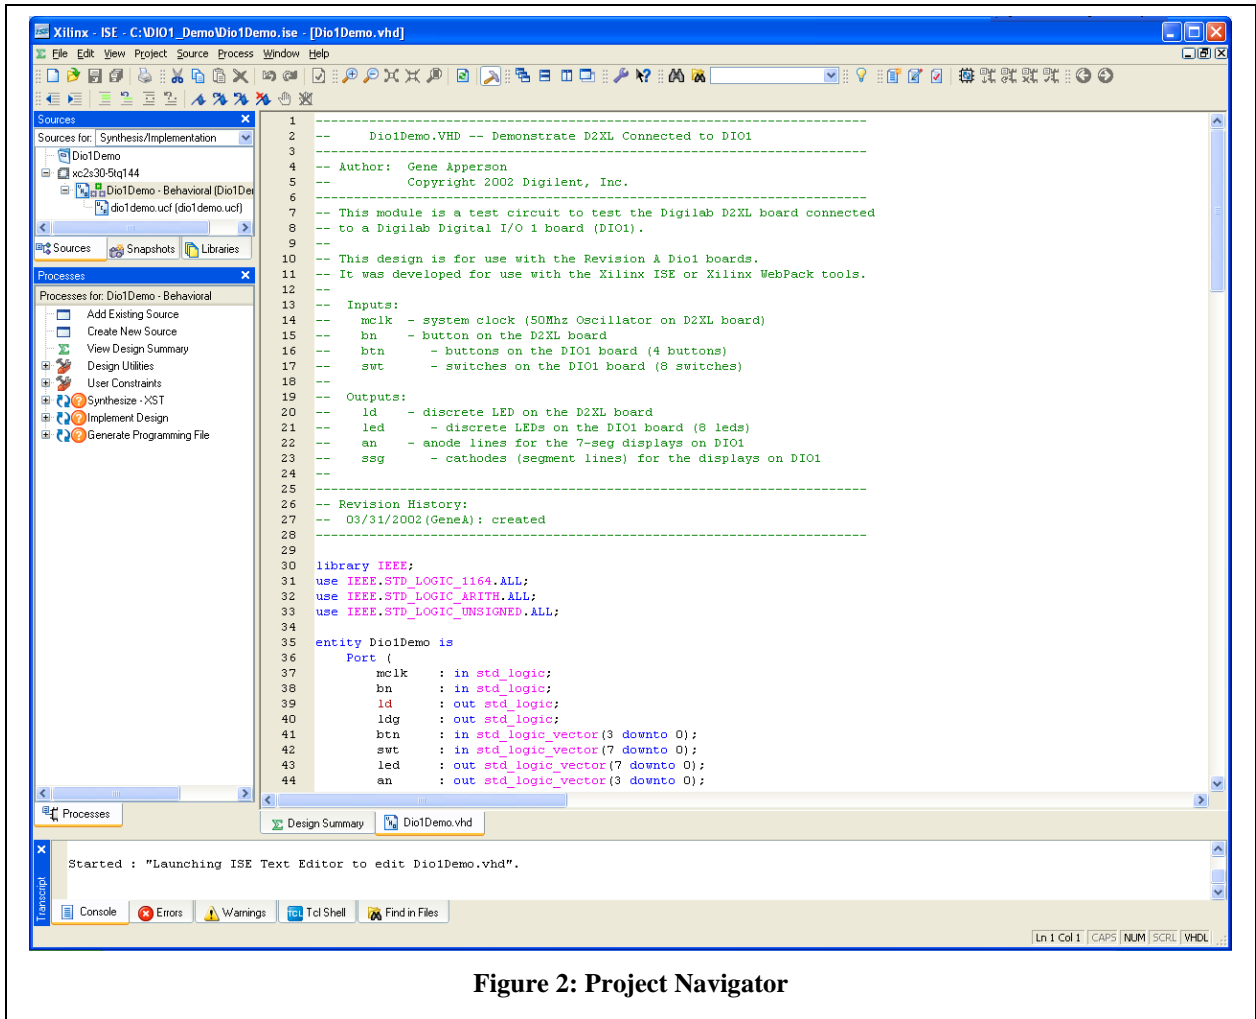 Xilinx - ISE - C:\DIO1_Demo\Dio1Demo.ise - [Dio1Demo.vhd]
File Edit View Project Source Process Window Help
Sources
Sources for: Synthesis/Implementation
Dio1Demo
xc2s30-5tq144
Dio1Demo - Behavioral (Dio1De
dio1demo.ucf (dio1demo.ucf)
Sources Snapshots Libraries
Processes
Processes for: Dio1Demo - Behavioral
Add Existing Source
Create New Source
View Design Summary
Design Utilities
User Constraints
Synthesize - XST
Implement Design
Generate Programming File
Processes
1 ------------------------------------------------------------------------
2 --     Dio1Demo.VHD -- Demonstrate D2XL Connected to DIO1
3 ------------------------------------------------------------------------
4 -- Author:  Gene Apperson
5 --          Copyright 2002 Digilent, Inc.
6 ------------------------------------------------------------------------
7 -- This module is a test circuit to test the Digilab D2XL board connected
8 -- to a Digilab Digital I/O 1 board (DIO1).
9 --
10 -- This design is for use with the Revision A Dio1 boards.
11 -- It was developed for use with the Xilinx ISE or Xilinx WebPack tools.
12 --
13 --  Inputs:
14 --    mclk  - system clock (50Mhz Oscillator on D2XL board)
15 --    bn    - button on the D2XL board
16 --    btn      - buttons on the DIO1 board (4 buttons)
17 --    swt      - switches on the DIO1 board (8 switches)
18 --
19 --  Outputs:
20 --    ld    - discrete LED on the D2XL board
21 --    led      - discrete LEDs on the DIO1 board (8 leds)
22 --    an    - anode lines for the 7-seg displays on DIO1
23 --    ssg      - cathodes (segment lines) for the displays on DIO1
24 --
25 ------------------------------------------------------------------------
26 -- Revision History:
27 --  03/31/2002(GeneA): created
28 ------------------------------------------------------------------------
29
30 library IEEE;
31 use IEEE.STD_LOGIC_1164.ALL;
32 use IEEE.STD_LOGIC_ARITH.ALL;
33 use IEEE.STD_LOGIC_UNSIGNED.ALL;
34
35 entity Dio1Demo is
36     Port (
37         mclk    : in std_logic;
38         bn      : in std_logic;
39         ld      : out std_logic;
40         ldg     : out std_logic;
41         btn     : in std_logic_vector(3 downto 0);
42         swt     : in std_logic_vector(7 downto 0);
43         led     : out std_logic_vector(7 downto 0);
44         an      : out std_logic_vector(3 downto 0);
Design Summary Dio1Demo.vhd
Started : "Launching ISE Text Editor to edit Dio1Demo.vhd".
Transcript
Console Errors Warnings TCL Tcl Shell Find in Files
Ln 1 Col 1 CAPS NUM SCRL VHDL
Figure 2: Project Navigator